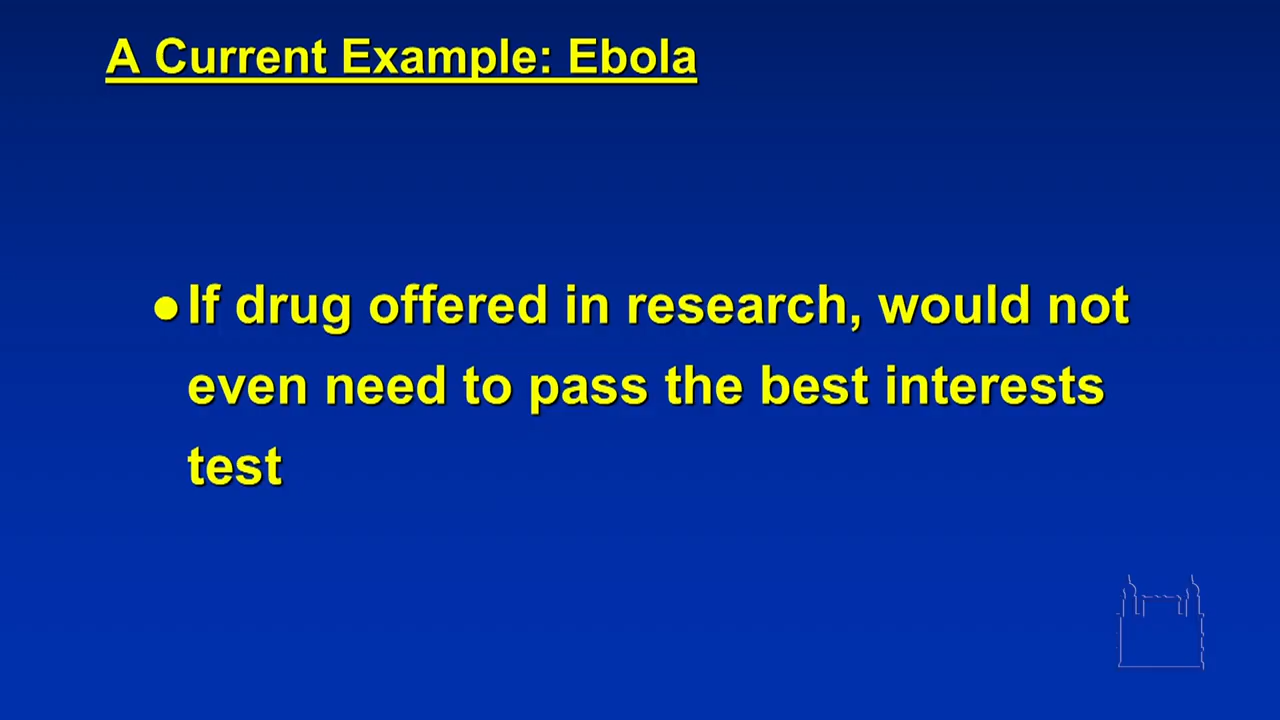 A Current Example: Ebola
● If drug offered in research, would not
even need to pass the best interests
test